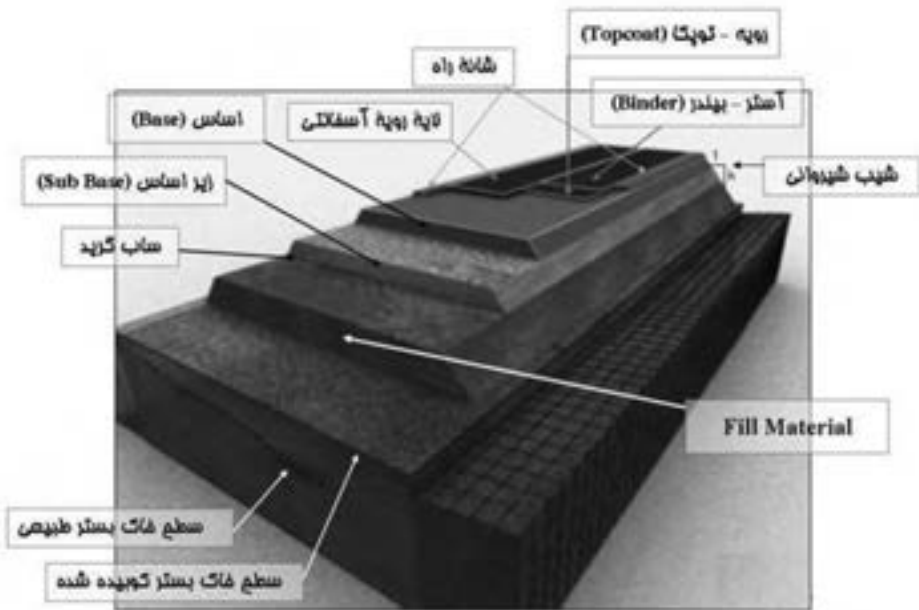 رویه - توپکا (Topcoat)
شانهٔ راه
آستر - بیندر (Binder)
اساس (Base)
لایهٔ رویهٔ آسفالتی
شیب شیروانی
زیر اساس (Sub Base)
ساب گرید
Fill Material
سطح خاک بستر طبیعی
سطح خاک بستر کوبیده شده